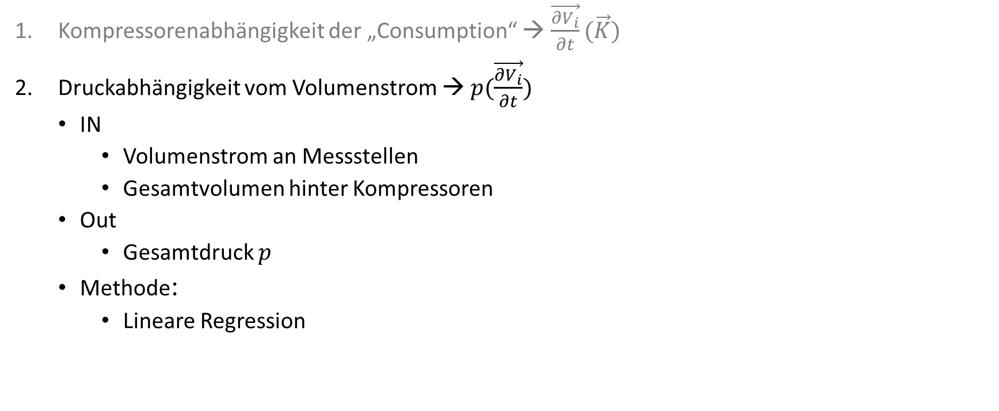 1. Kompressorenabhängigkeit der „Consumption“ → $\frac{\overrightarrow{\partial V_i}}{\partial t}(\vec{K})$
2. Druckabhängigkeit vom Volumenstrom → $p(\frac{\overrightarrow{\partial V_i}}{\partial t})$
• IN
• Volumenstrom an Messstellen
• Gesamtvolumen hinter Kompressoren
• Out
• Gesamtdruck $p$
• Methode:
• Lineare Regression